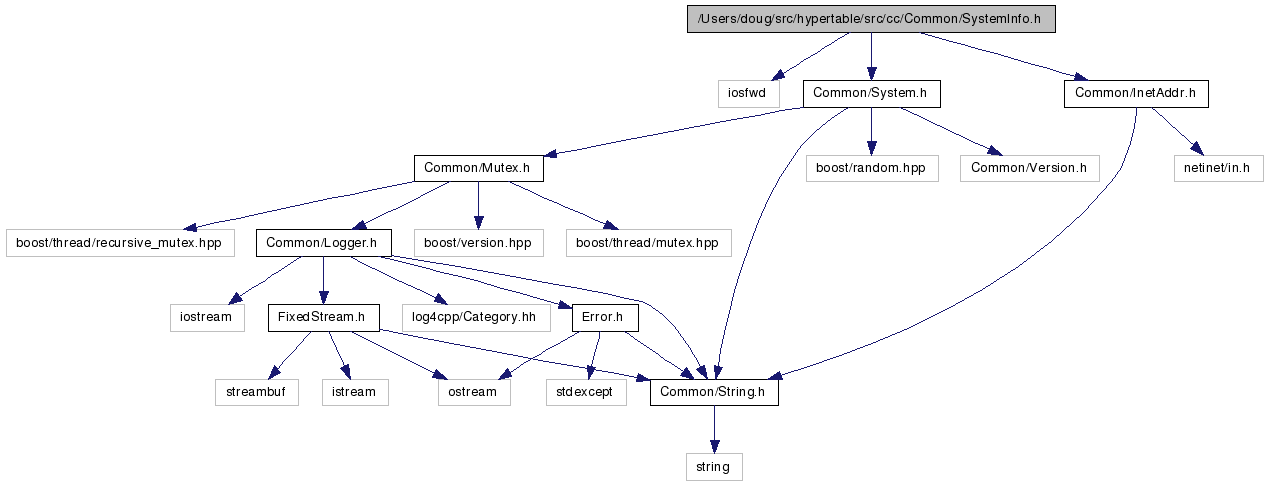 /Users/doug/src/hypertable/src/cc/Common/SystemInfo.h
iosfwd
Common/System.h
Common/InetAddr.h
Common/Mutex.h
boost/random.hpp
Common/Version.h
netinet/in.h
boost/thread/recursive_mutex.hpp
Common/Logger.h
boost/version.hpp
boost/thread/mutex.hpp
iostream
FixedStream.h
log4cpp/Category.hh
Error.h
streambuf
istream
ostream
stdexcept
Common/String.h
string